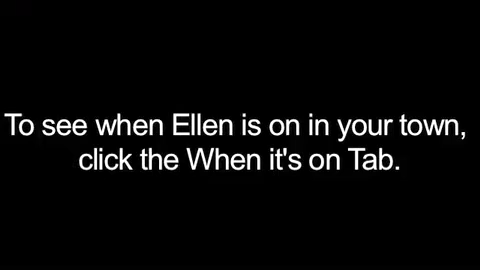 To see when Ellen is on in your town,
click the When it's on Tab.